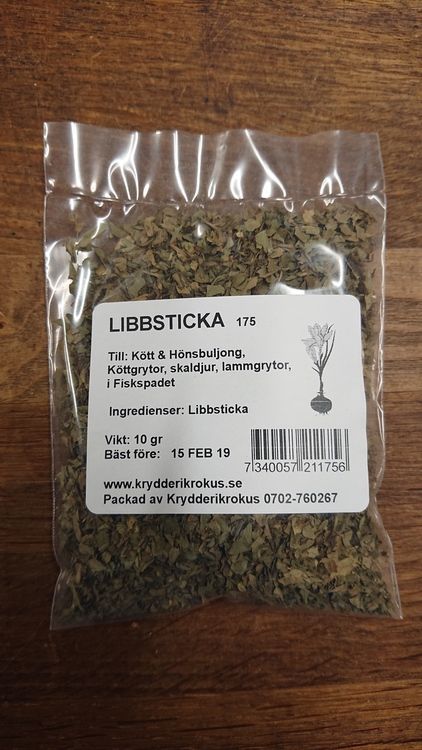 LIBBSTICKA 175
Till: Kött & Hönsbuljong,
Köttgrytor, skaldjur, lammgrytor,
i Fiskspadet
Ingredienser: Libbsticka
Vikt: 10 gr
Bäst före: 15 FEB 19
7 340057 211756
www.krydderikrokus.se
Packad av Krydderikrokus 0702-760267